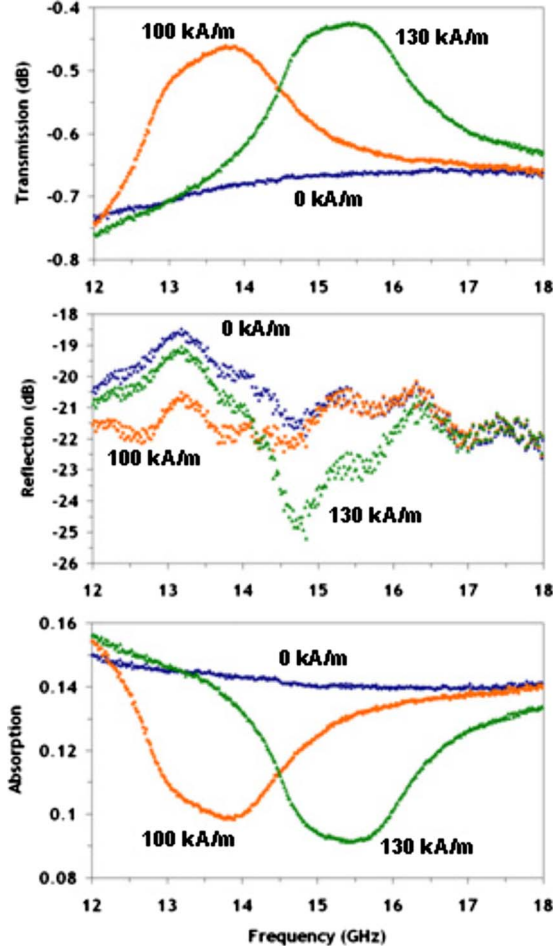 -0.4
100 kA/m
130 kA/m
-0.5
Transmission (dB)
-0.6
-0.7
0 kA/m
-0.8
12 13 14 15 16 17 18
-18
0 kA/m
-19
-20
Reflection (dB)
-21
-22
100 kA/m
-23
-24
130 kA/m
-25
-26
12 13 14 15 16 17 18
0.16
0 kA/m
0.14
Absorption
0.12
0.1
100 kA/m
130 kA/m
0.08
12 13 14 15 16 17 18
Frequency (GHz)